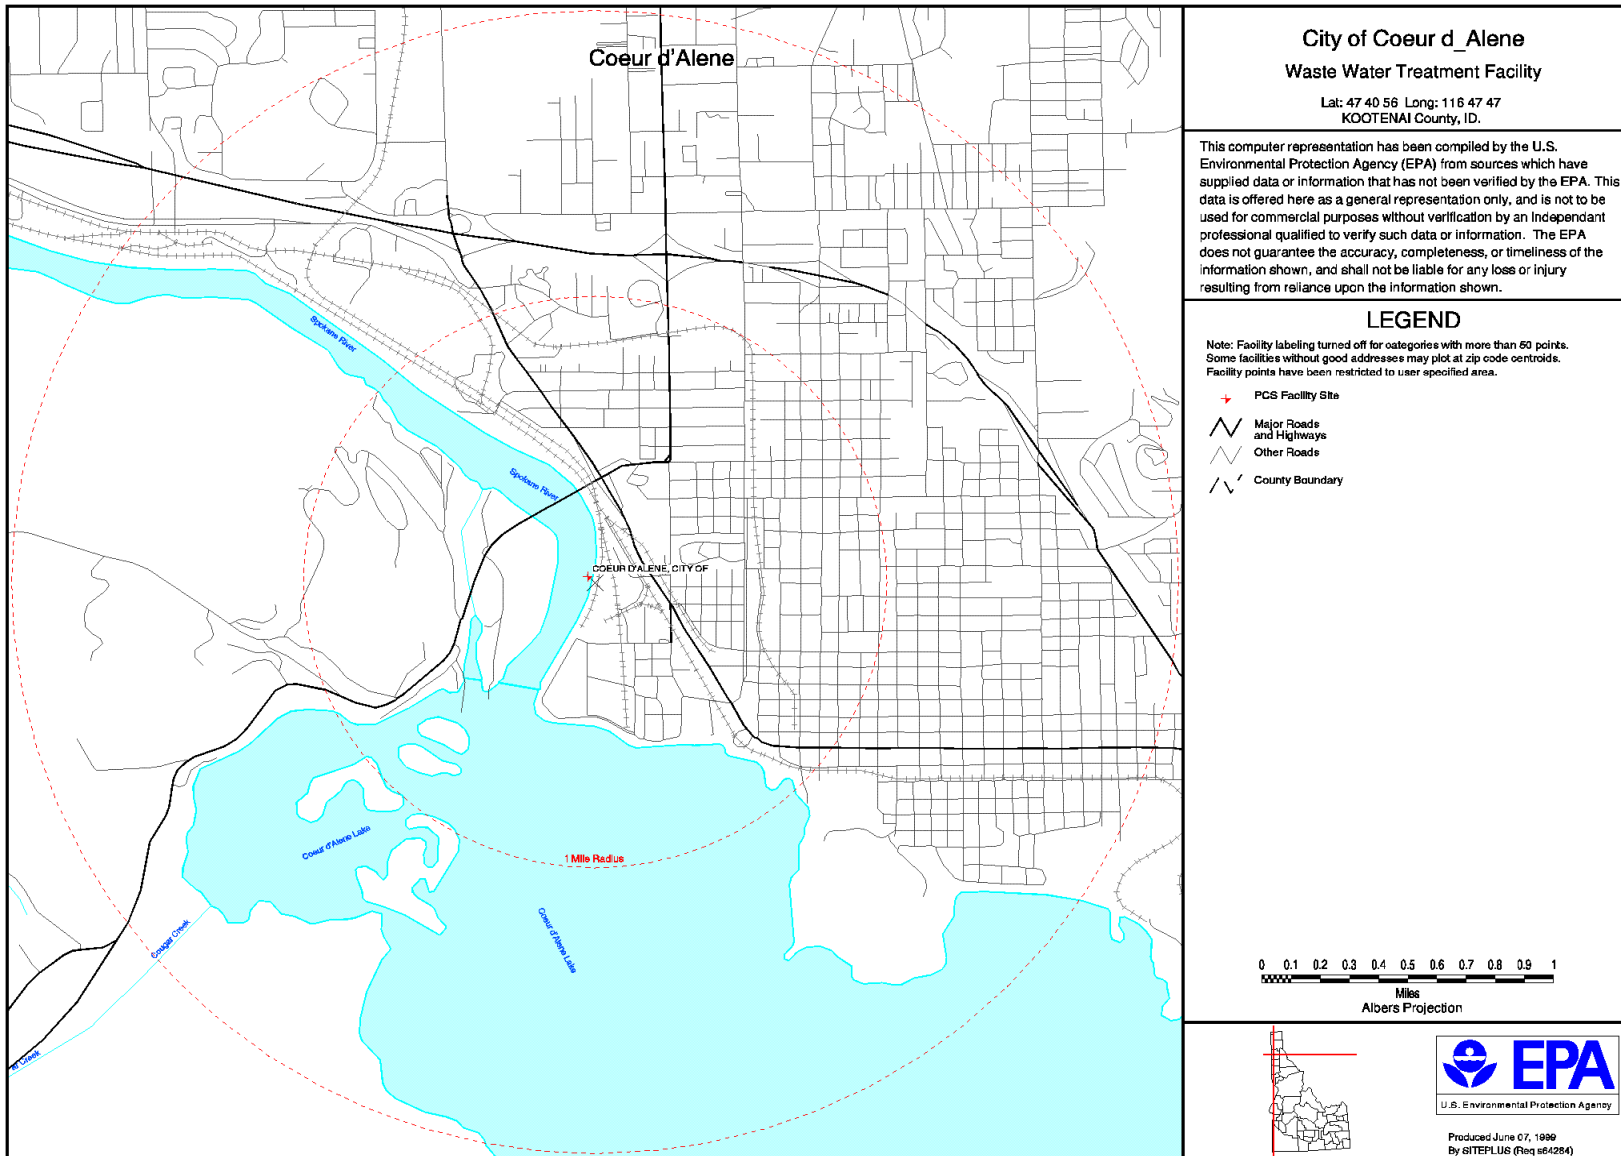 Coeur d'Alene
Spokane River
Spokane River
COEUR D'ALENE, CITY OF
1 Mile Radius
Coeur d'Alene Lake
Coeur d'Alene Lake
Cougar Creek
Creek
City of Coeur d_Alene
Waste Water Treatment Facility
Lat: 47 40 56 Long: 116 47 47
KOOTENAI County, ID.
This computer representation has been compiled by the U.S.
Environmental Protection Agency (EPA) from sources which have
supplied data or information that has not been verified by the EPA. This
data is offered here as a general representation only, and is not to be
used for commercial purposes without verification by an independant
professional qualified to verify such data or information. The EPA
does not guarantee the accuracy, completeness, or timeliness of the
information shown, and shall not be liable for any loss or injury
resulting from reliance upon the information shown.
LEGEND
Note: Facility labeling turned off for categories with more than 50 points.
Some facilities without good addresses may plot at zip code centroids.
Facility points have been restricted to user specified area.
PCS Facility Site
Major Roads
and Highways
Other Roads
County Boundary
0 0.1 0.2 0.3 0.4 0.5 0.6 0.7 0.8 0.9 1
Miles
Albers Projection
EPA
U.S. Environmental Protection Agency
Produced June 07, 1999
By SITEPLUS (Req s64284)